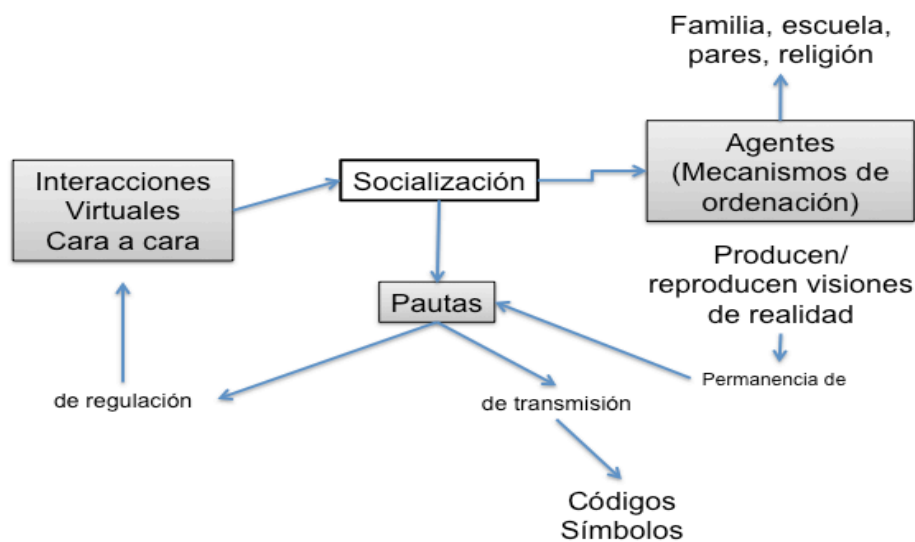 Familia, escuela,
pares, religión
Agentes
(Mecanismos de
ordenación)
Interacciones
Virtuales
Cara a cara
Socialización
Producen/
reproducen visiones
de realidad
Pautas
Permanencia de
de regulación
de transmisión
Códigos
Símbolos